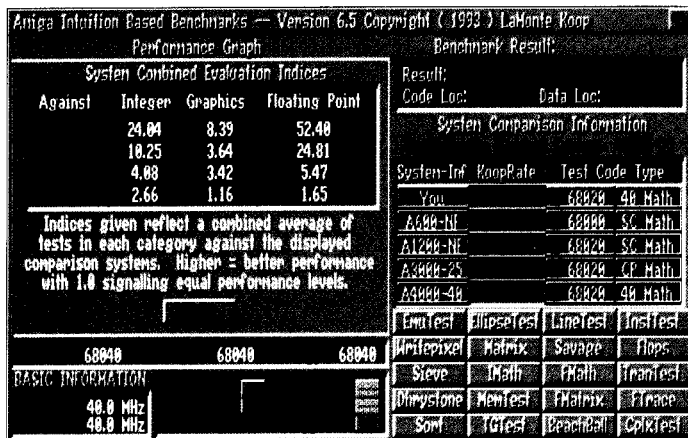 Amiga Intuition Based Benchmarks -- Version 6.5 Copyright ( 1993 ) LaMonte Koop
Performance Graph
System Combined Evaluation Indices
Against Integer Graphics Floating Point
24.04 8.39 52.40
10.25 3.64 24.81
4.08 3.42 5.47
2.66 1.16 1.65
Indices given reflect a combined average of
tests in each category against the displayed
comparison systems. Higher = better performance
with 1.0 signalling equal performance levels.
68040 68040 68040
BASIC INFORMATION
40.0 MHz
40.0 MHz
Benchmark Result:
Result:
Code Loc: Data Loc:
System Comparison Information
System-Inf KoopRate Test Code Type
You 68020 40 Math
A600-NF 68000 SC Math
A1200-NF 68020 SC Math
A3000-25 68020 CP Math
A4000-40 68020 40 Math
EmuTest EllipseTest LineTest InstTest
Writepixel Matrix Savage Flops
Sieve IMath FMath TranTest
Dhrystone MemTest FMatrix FTrace
Sort TGTest BeachBall CplxTest